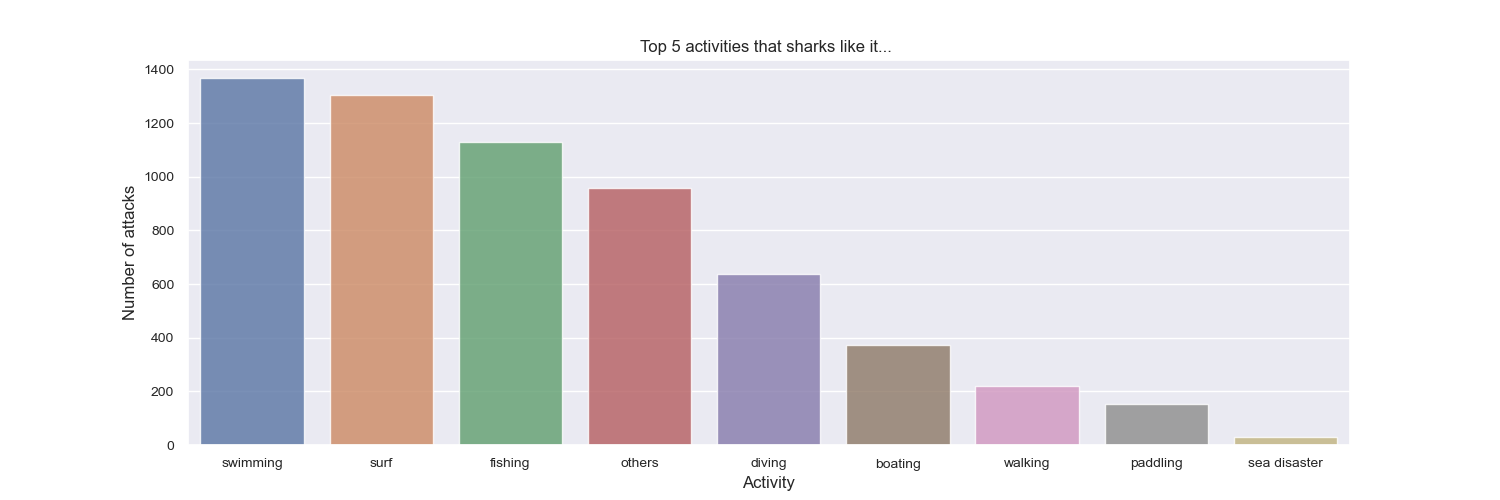 Top 5 activities that sharks like it...
1400
1200
1000
800
600
400
200
0
Number of attacks
swimming surf fishing others diving boating walking paddling sea disaster
Activity